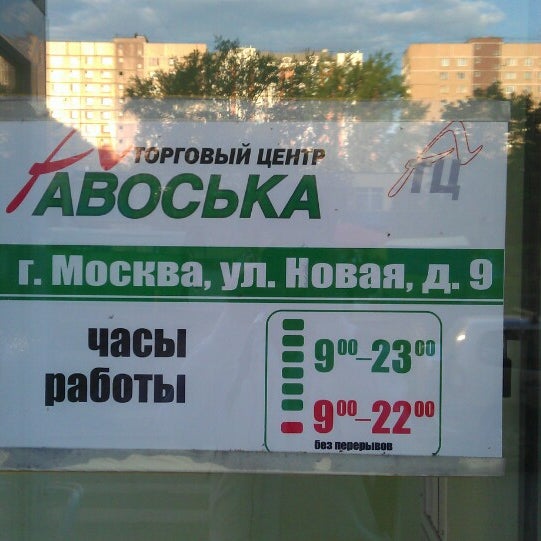 ТОРГОВЫЙ ЦЕНТР
АВОСЬКА
ТЦ
г. Москва, ул. Новая, д. 9
часы
работы
9⁰⁰–23⁰⁰
9⁰⁰–22⁰⁰
без перерывов